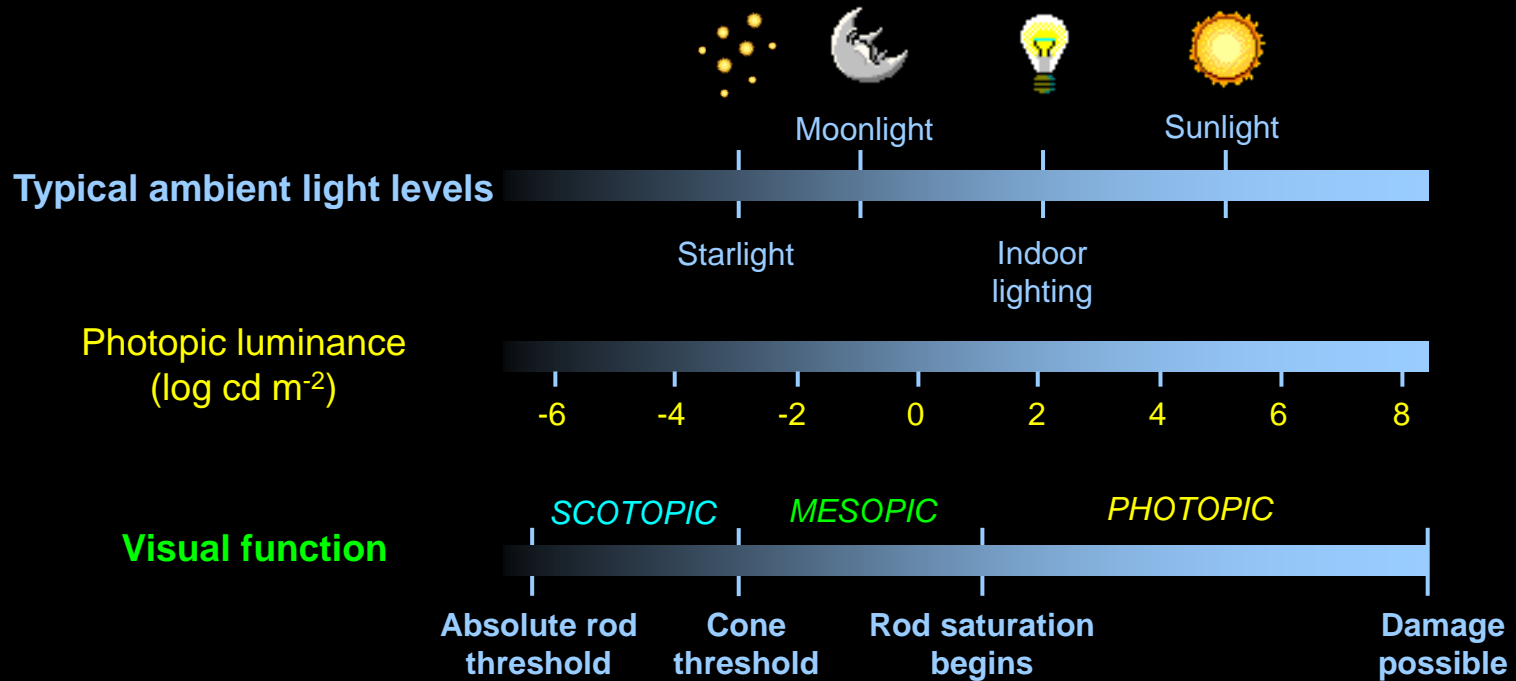 Moonlight
Sunlight
Typical ambient light levels
Starlight
Indoor
lighting
Photopic luminance
(log cd m-2)
-6 -4 -2 0 2 4 6 8
SCOTOPIC MESOPIC PHOTOPIC
Visual function
Absolute rod
threshold
Cone
threshold
Rod saturation
begins
Damage
possible